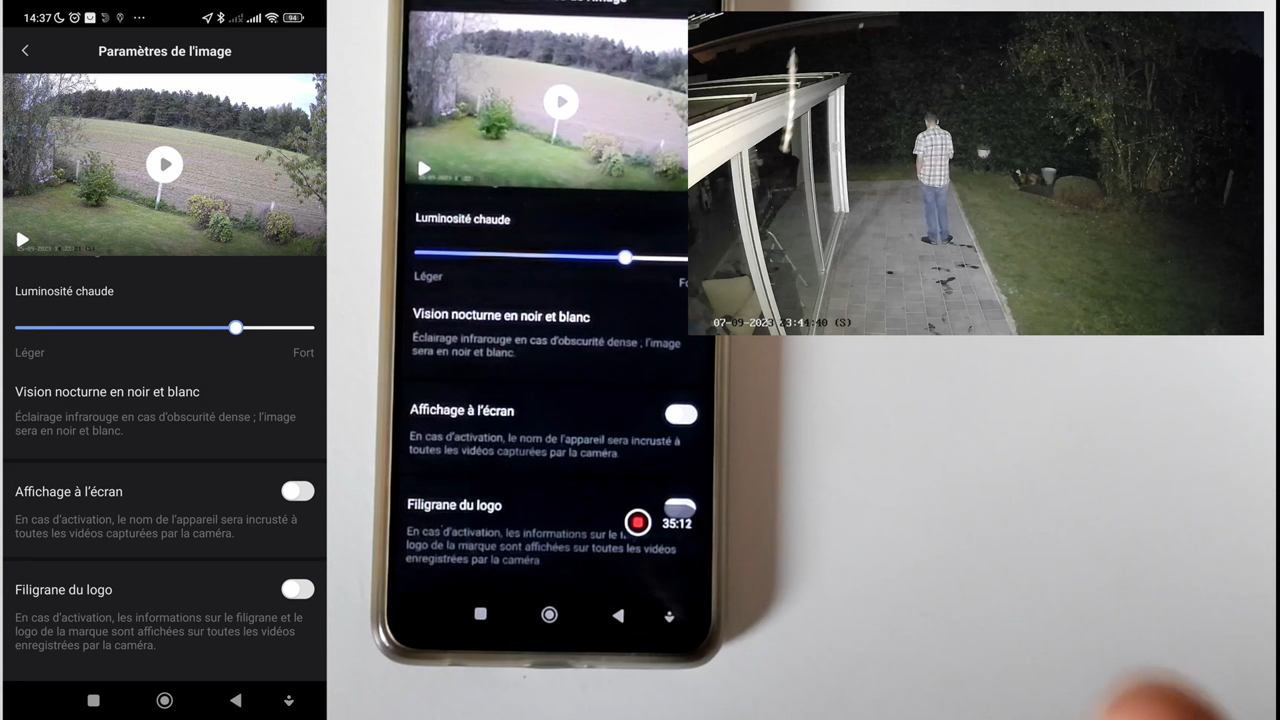 14:37
94
Paramètres de l'image
Luminosité chaude
Léger
Fort
Vision nocturne en noir et blanc
Éclairage infrarouge en cas d'obscurité dense ; l'image
sera en noir et blanc.
Affichage à l'écran
En cas d'activation, le nom de l'appareil sera incrusté à
toutes les vidéos capturées par la caméra.
Filigrane du logo
En cas d'activation, les informations sur le filigrane et le
logo de la marque sont affichées sur toutes les vidéos
enregistrées par la caméra.
Luminosité chaude
Léger
Vision nocturne en noir et blanc
Éclairage infrarouge en cas d'obscurité dense ; l'image
sera en noir et blanc.
Affichage à l'écran
En cas d'activation, le nom de l'appareil sera incrusté à
toutes les vidéos capturées par la caméra.
Filigrane du logo
35:12
En cas d'activation, les informations sur le
logo de la marque sont affichées sur toutes les vidéos
enregistrées par la caméra.
07-09-2023 23:41:40 (S)